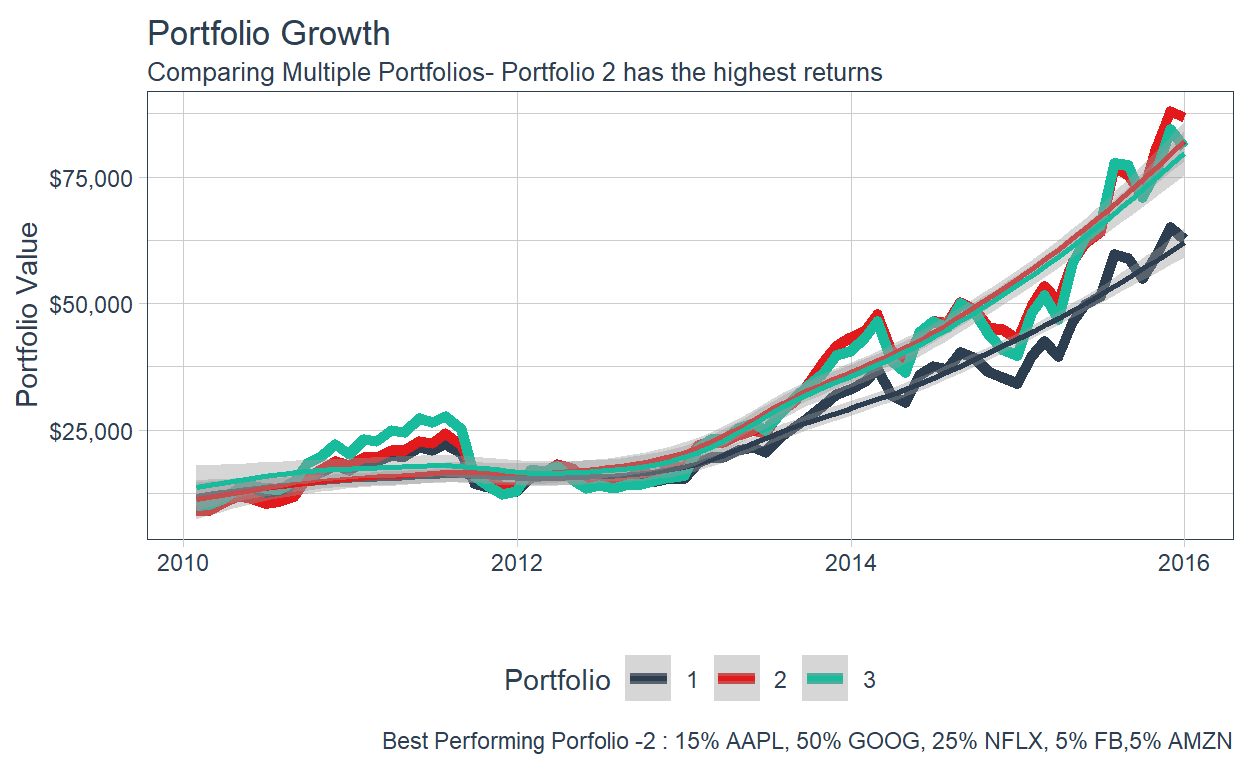 Portfolio Growth
Comparing Multiple Portfolios- Portfolio 2 has the highest returns
Portfolio Value
$75,000
$50,000
$25,000
2010 2012 2014 2016
Portfolio 1 2 3
Best Performing Porfolio -2 : 15% AAPL, 50% GOOG, 25% NFLX, 5% FB,5% AMZN